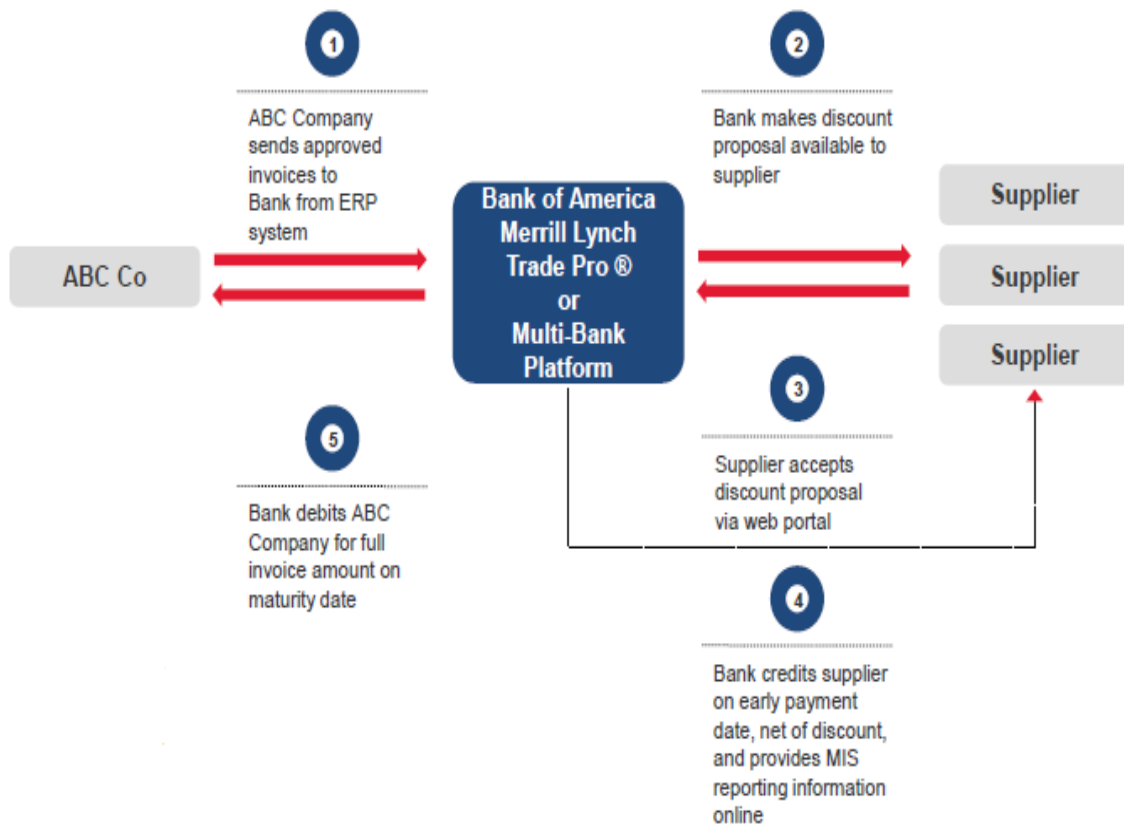 1
ABC Company
sends approved
invoices to
Bank from ERP
system
2
Bank makes discount
proposal available to
supplier
ABC Co
Bank of America
Merrill Lynch
Trade Pro ®
or
Multi-Bank
Platform
Supplier
Supplier
Supplier
3
Supplier accepts
discount proposal
via web portal
5
Bank debits ABC
Company for full
invoice amount on
maturity date
4
Bank credits supplier
on early payment
date, net of discount,
and provides MIS
reporting information
online